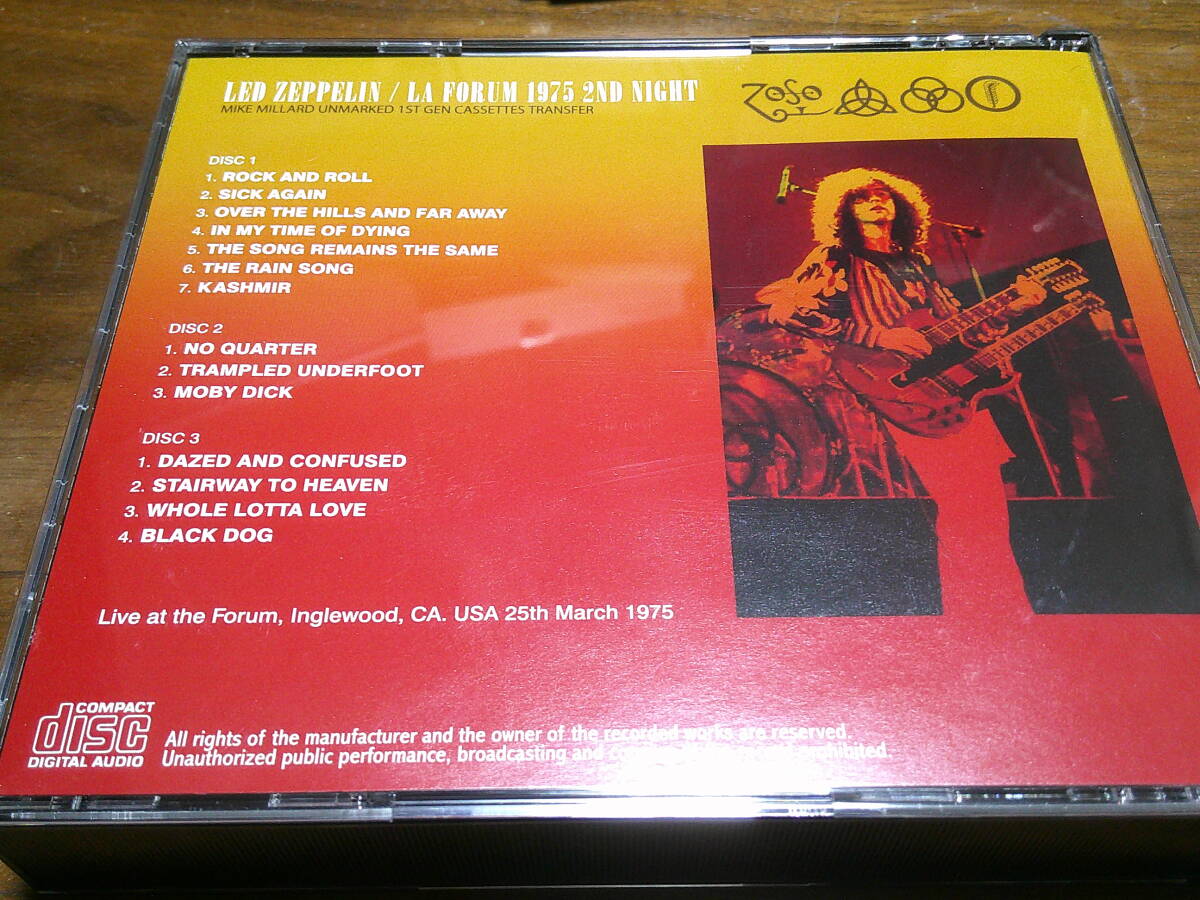 LED ZEPPELIN / LA FORUM 1975 2ND NIGHT
MIKE MILLARD UNMARKED 1ST GEN CASSETTES TRANSFER
ZOSO
DISC 1
1. ROCK AND ROLL
2. SICK AGAIN
3. OVER THE HILLS AND FAR AWAY
4. IN MY TIME OF DYING
5. THE SONG REMAINS THE SAME
6. THE RAIN SONG
7. KASHMIR
DISC 2
1. NO QUARTER
2. TRAMPLED UNDERFOOT
3. MOBY DICK
DISC 3
1. DAZED AND CONFUSED
2. STAIRWAY TO HEAVEN
3. WHOLE LOTTA LOVE
4. BLACK DOG
Live at the Forum, Inglewood, CA. USA 25th March 1975
COMPACT
disc
DIGITAL AUDIO
All rights of the manufacturer and the owner of the recorded works are reserved.
Unauthorized public performance, broadcasting and prohibited.